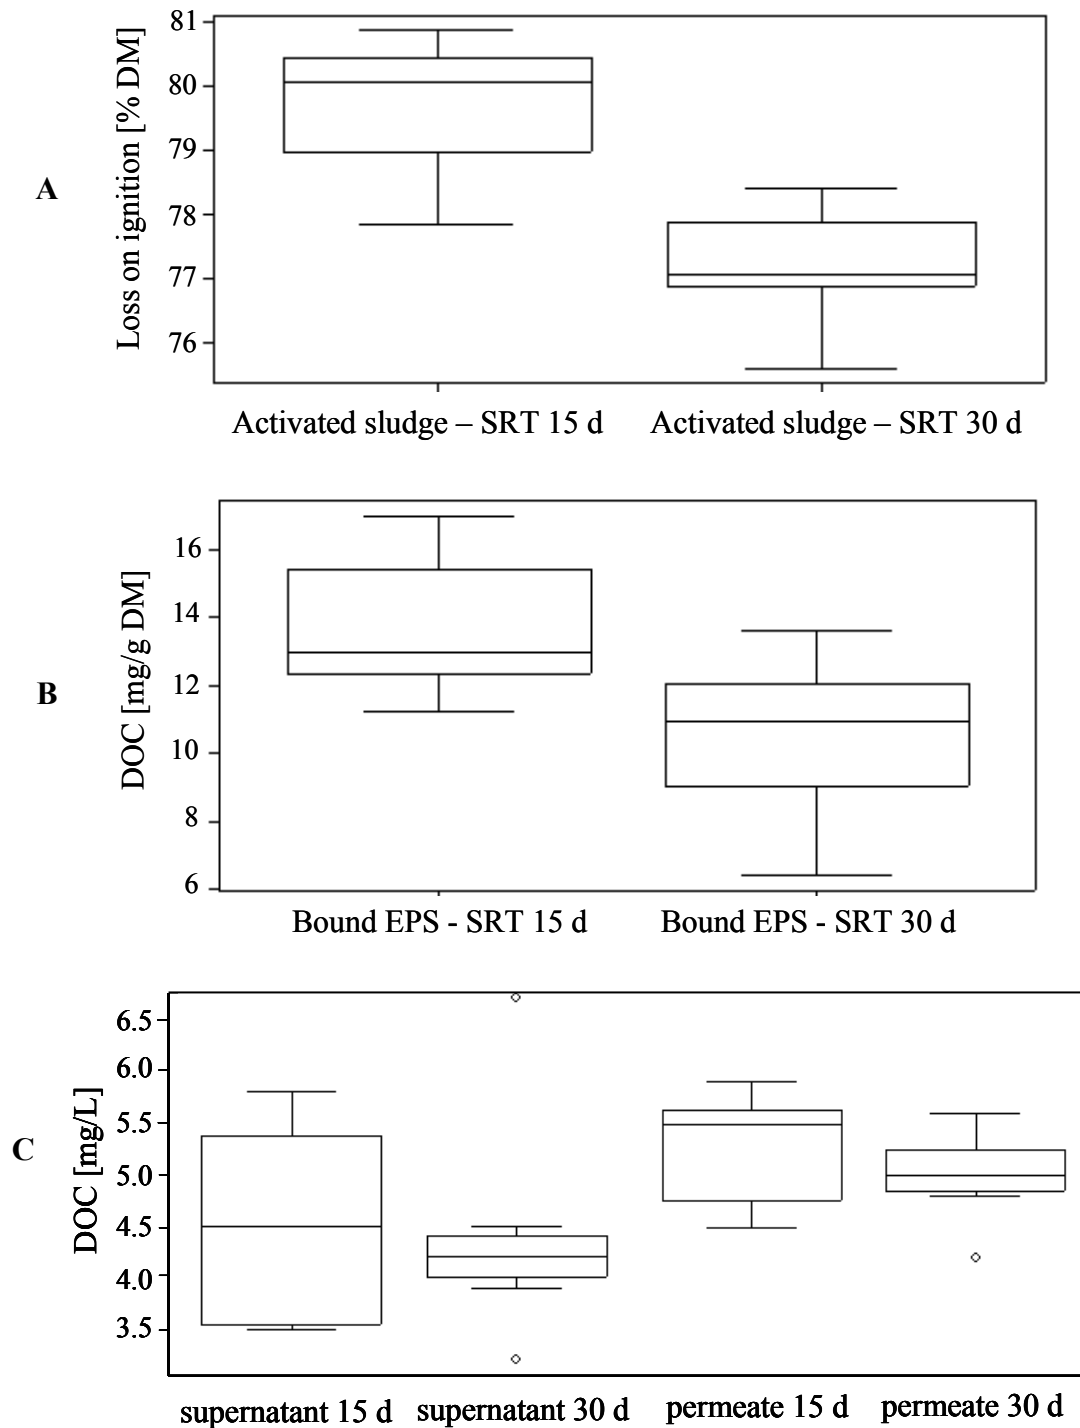 A
Loss on ignition [% DM]
81
80
79
78
77
76
Activated sludge – SRT 15 d
Activated sludge – SRT 30 d
B
DOC [mg/g DM]
16
14
12
10
8
6
Bound EPS - SRT 15 d
Bound EPS - SRT 30 d
C
DOC [mg/L]
6.5
6.0
5.5
5.0
4.5
4.0
3.5
supernatant 15 d
supernatant 30 d
permeate 15 d
permeate 30 d